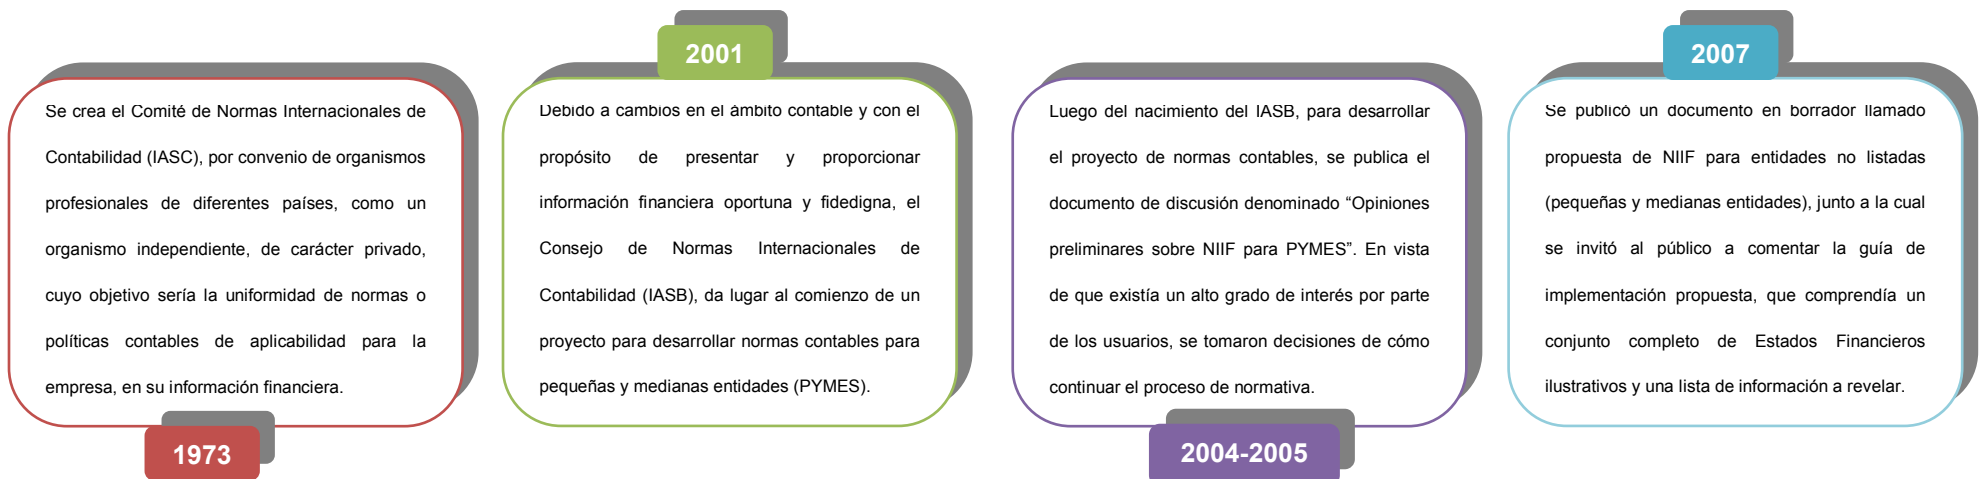 Se crea el Comité de Normas Internacionales de
Contabilidad (IASC), por convenio de organismos
profesionales de diferentes países, como un
organismo independiente, de carácter privado,
cuyo objetivo sería la uniformidad de normas o
políticas contables de aplicabilidad para la
empresa, en su información financiera.
1973
2001
Debido a cambios en el ámbito contable y con el
propósito de presentar y proporcionar
información financiera oportuna y fidedigna, el
Consejo de Normas Internacionales de
Contabilidad (IASB), da lugar al comienzo de un
proyecto para desarrollar normas contables para
pequeñas y medianas entidades (PYMES).
Luego del nacimiento del IASB, para desarrollar
el proyecto de normas contables, se publica el
documento de discusión denominado “Opiniones
preliminares sobre NIIF para PYMES”. En vista
de que existía un alto grado de interés por parte
de los usuarios, se tomaron decisiones de cómo
continuar el proceso de normativa.
2004-2005
2007
Se publicó un documento en borrador llamado
propuesta de NIIF para entidades no listadas
(pequeñas y medianas entidades), junto a la cual
se invitó al público a comentar la guía de
implementación propuesta, que comprendía un
conjunto completo de Estados Financieros
ilustrativos y una lista de información a revelar.